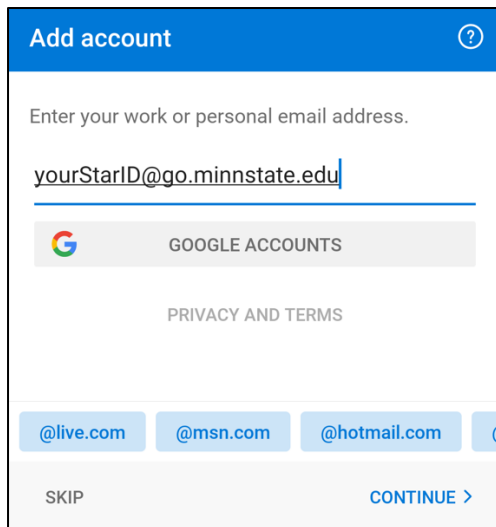 Add account
Enter your work or personal email address.
yourStarID@go.minnstate.edu
GOOGLE ACCOUNTS
PRIVACY AND TERMS
@live.com @msn.com @hotmail.com @
SKIP CONTINUE >